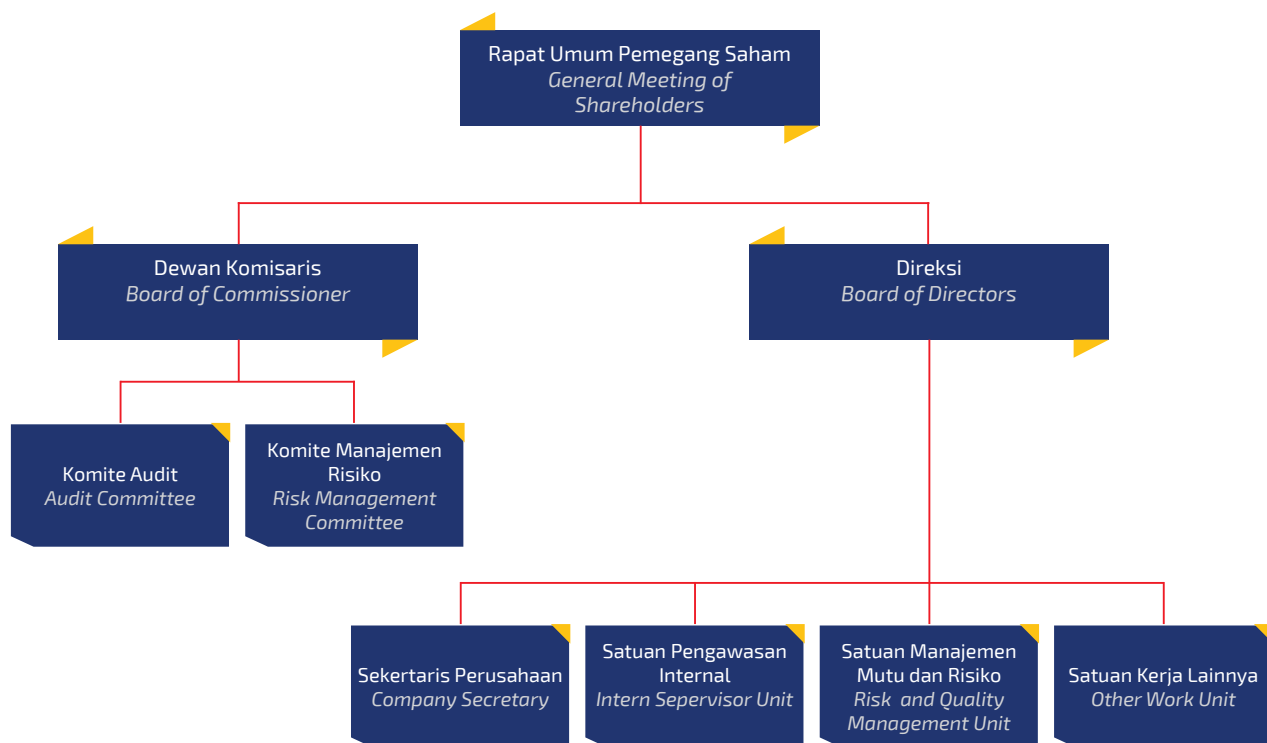 Rapat Umum Pemegang Saham
General Meeting of
Shareholders
Dewan Komisaris
Board of Commissioner
Direksi
Board of Directors
Komite Audit
Audit Committee
Komite Manajemen
Risiko
Risk Management
Committee
Sekertaris Perusahaan
Company Secretary
Satuan Pengawasan
Internal
Intern Sepervisor Unit
Satuan Manajemen
Mutu dan Risiko
Risk and Quality
Management Unit
Satuan Kerja Lainnya
Other Work Unit